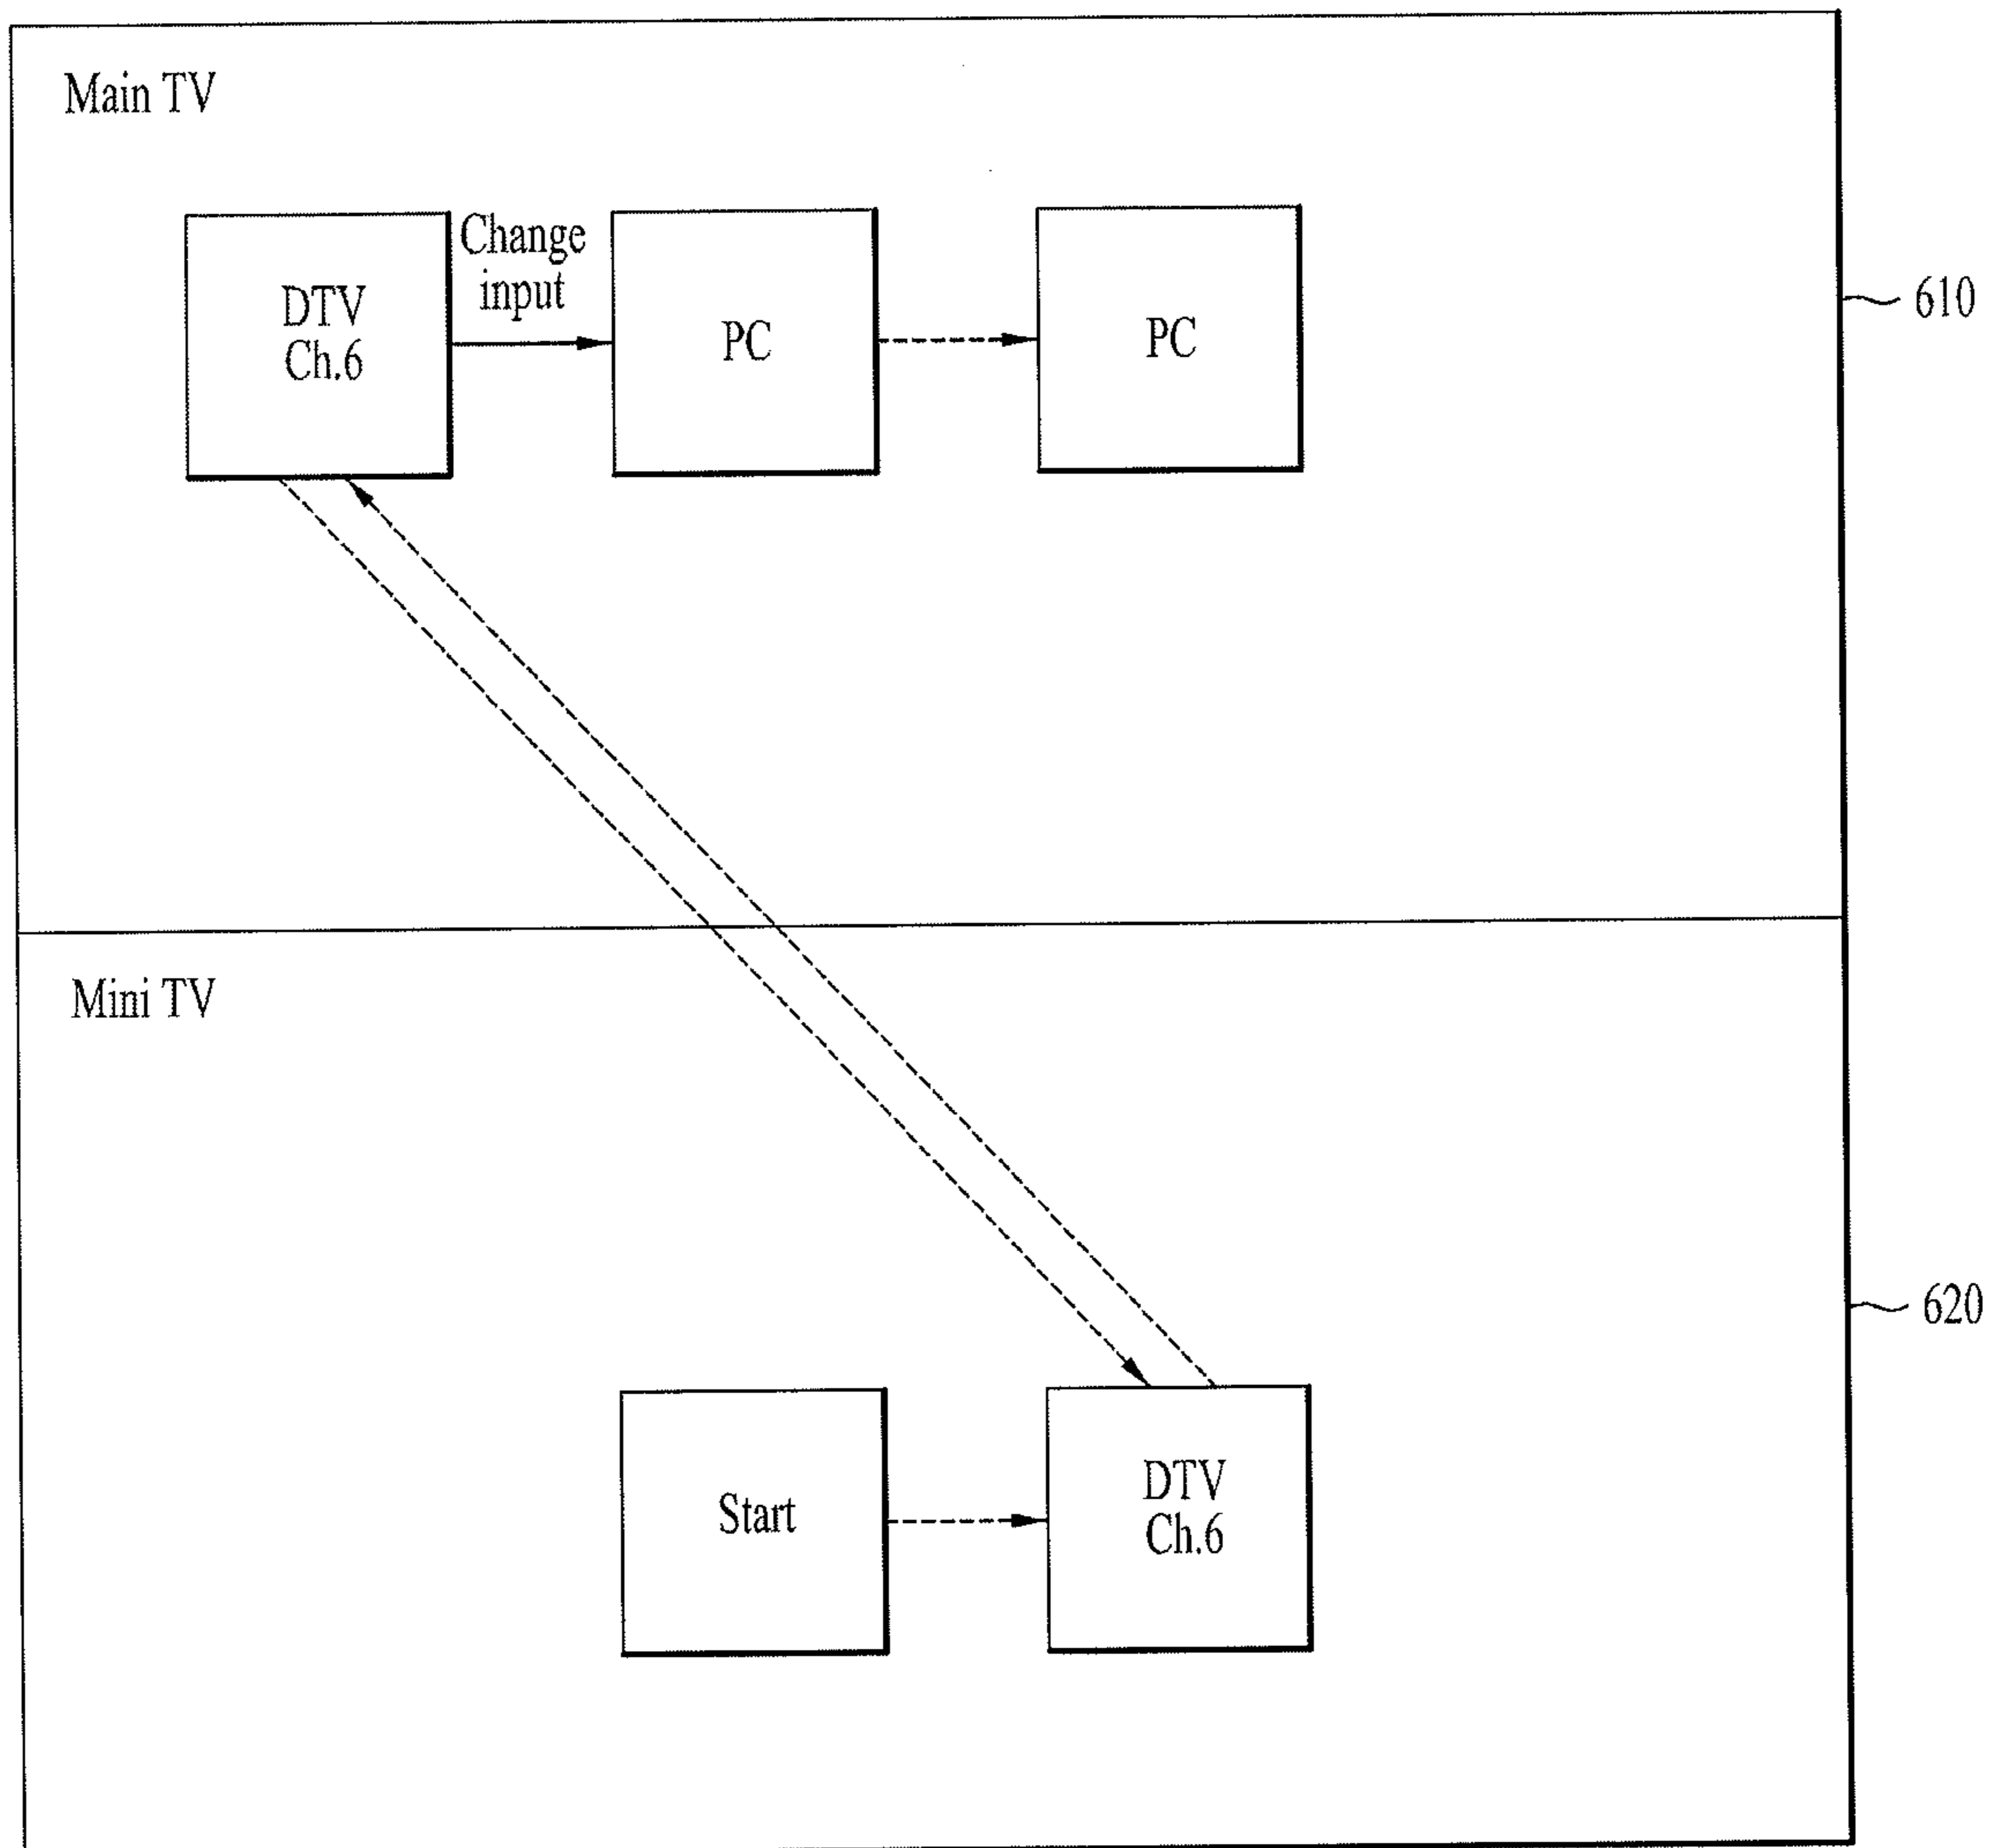 Main TV
DTV
Ch.6
Change
input
PC
PC
610
Mini TV
Start
DTV
Ch.6
620